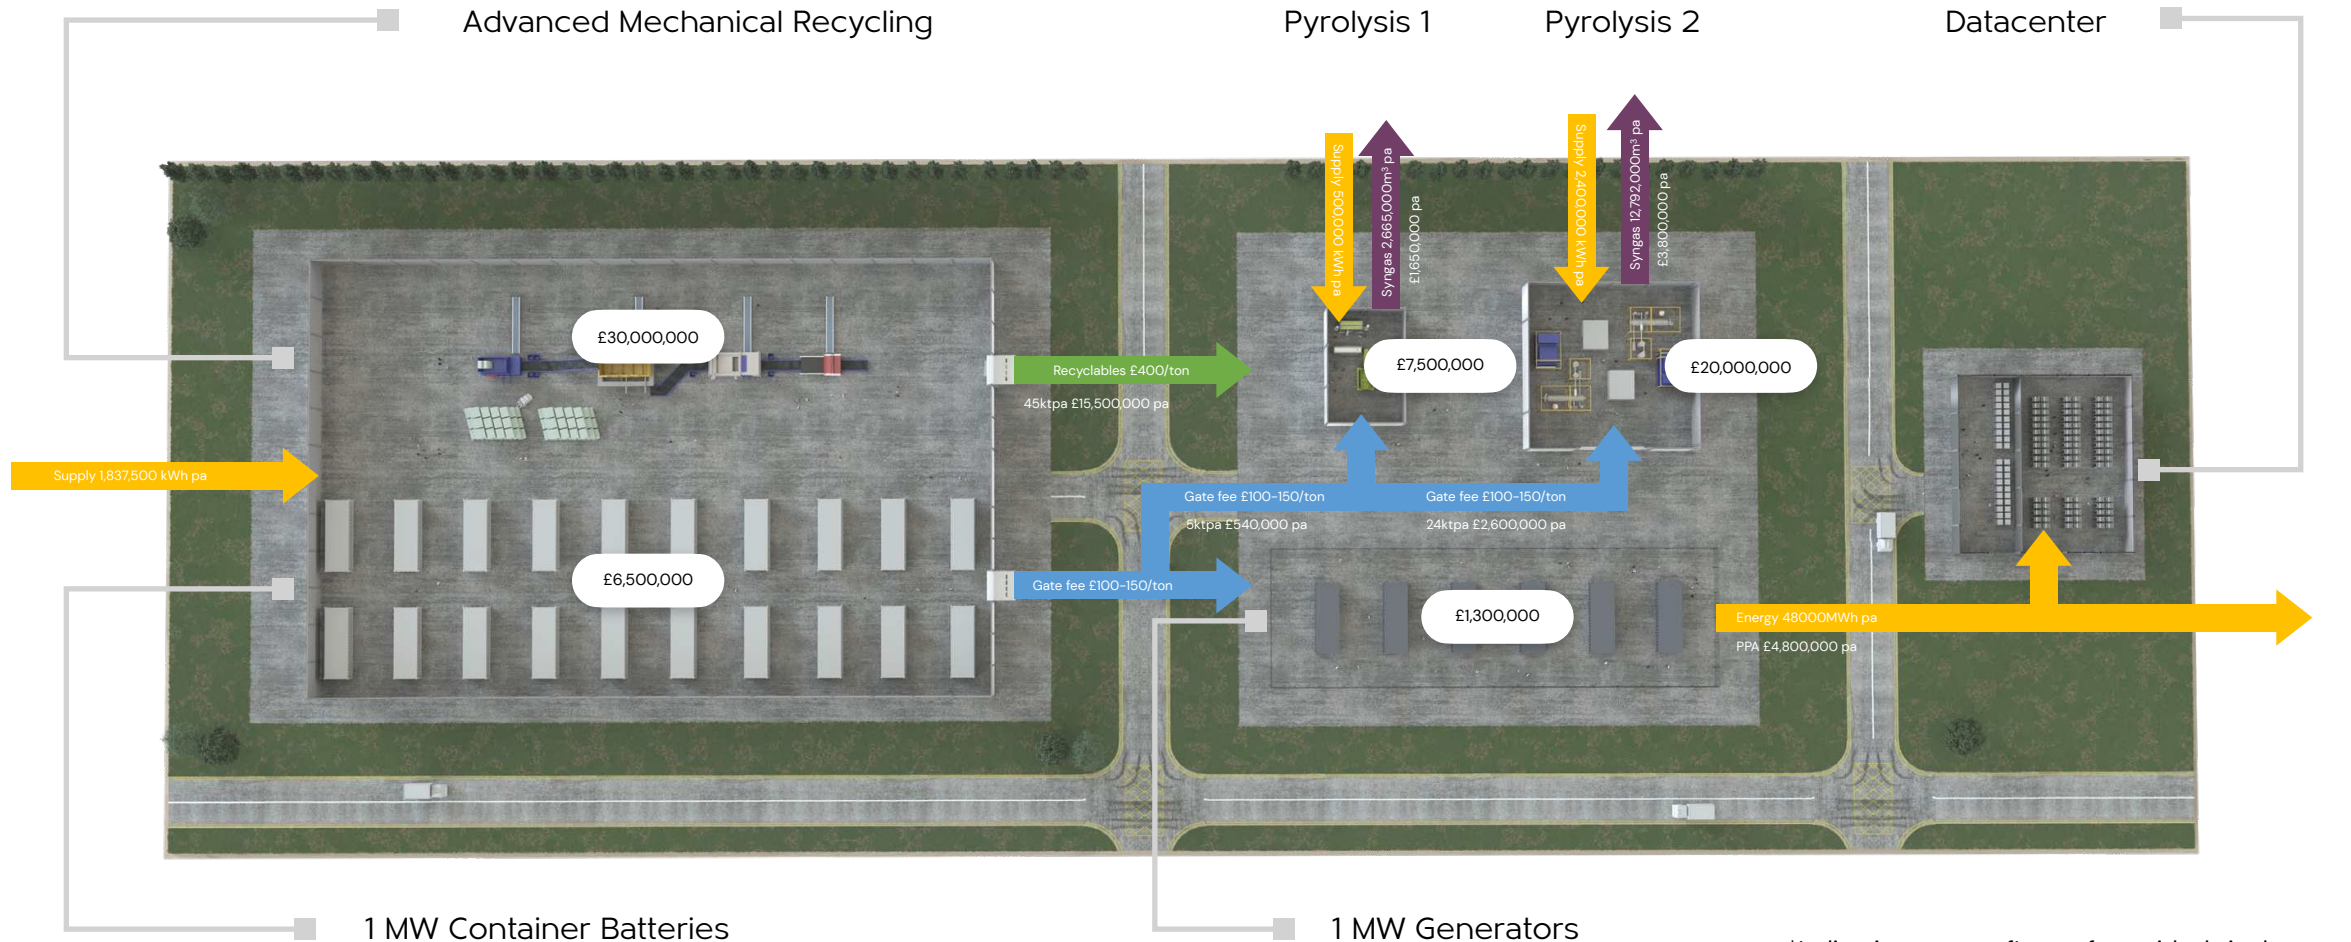 Advanced Mechanical Recycling
Pyrolysis 1
Pyrolysis 2
Datacenter
Supply 500,000 kWh pa
Syngas 2,665,000m³ pa
£1,650,000 pa
Supply 2,400,000 kWh pa
Syngas 12,792,000m³ pa
£3,800,000 pa
£30,000,000
£7,500,000
£20,000,000
Recyclables £400/ton
45ktpa £15,500,000 pa
Supply 1,837,500 kWh pa
Gate fee £100-150/ton
5ktpa £540,000 pa
Gate fee £100-150/ton
24ktpa £2,600,000 pa
£6,500,000
Gate fee £100-150/ton
£1,300,000
Energy 48000MWh pa
PPA £4,800,000 pa
1 MW Container Batteries
1 MW Generators